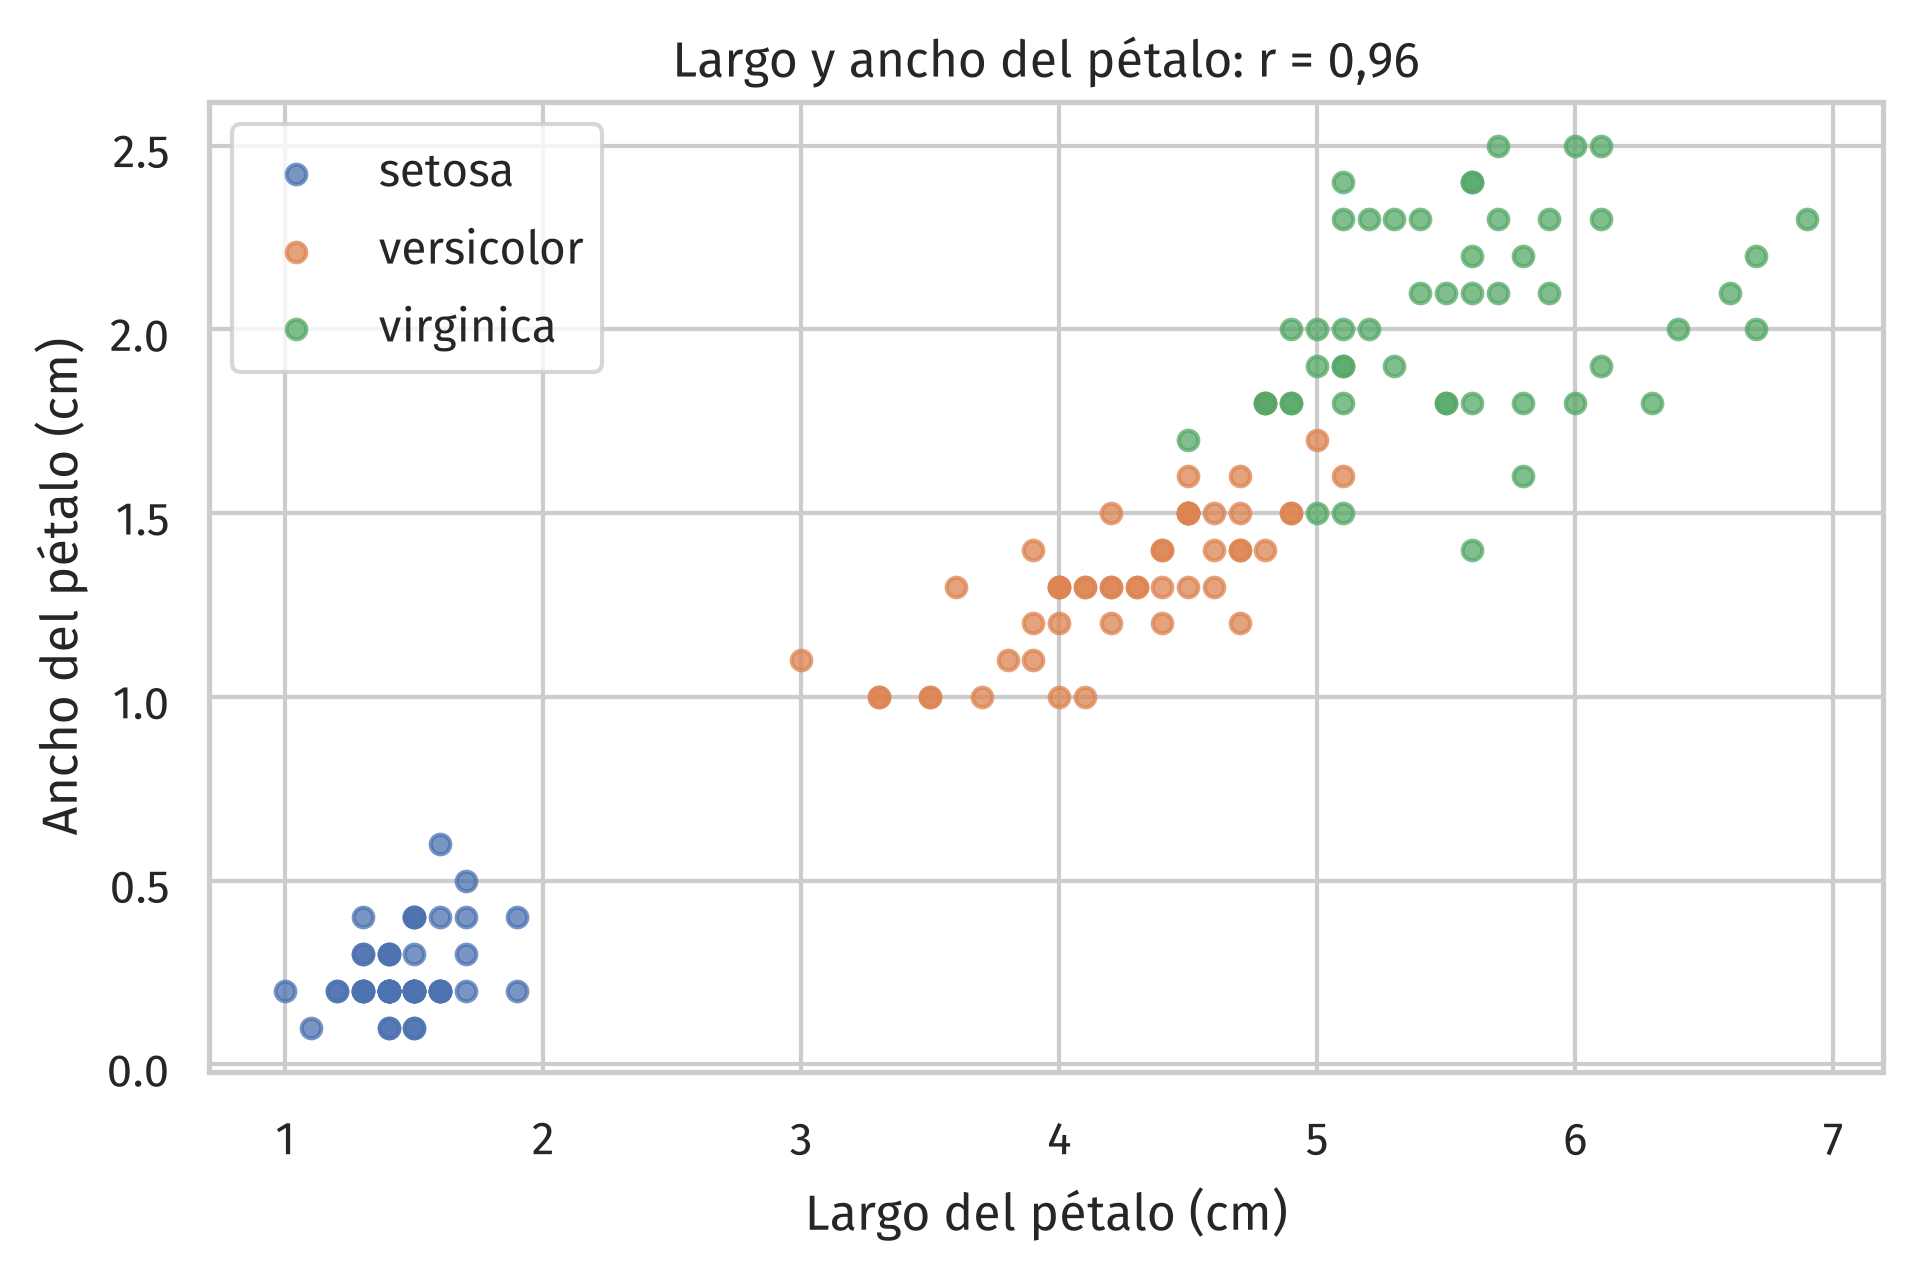 Largo y ancho del pétalo: r = 0,96
setosa
versicolor
virginica
Ancho del pétalo (cm)
2.5
2.0
1.5
1.0
0.5
0.0
1 2 3 4 5 6 7
Largo del pétalo (cm)